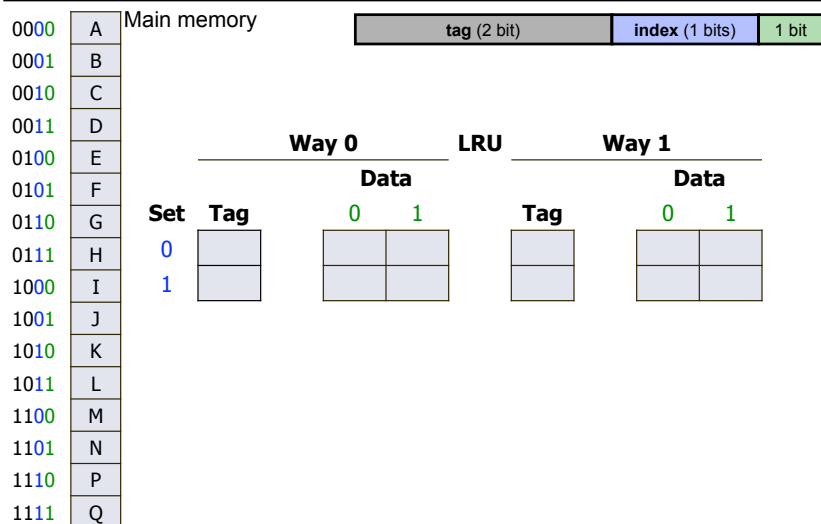 Main memory
tag (2 bit) index (1 bits) 1 bit
0000 A
0001 B
0010 C
0011 D
0100 E
0101 F
0110 G
0111 H
1000 I
1001 J
1010 K
1011 L
1100 M
1101 N
1110 P
1111 Q
Way 0 LRU Way 1
Data Data
Set Tag 0 1 Tag 0 1
0
1